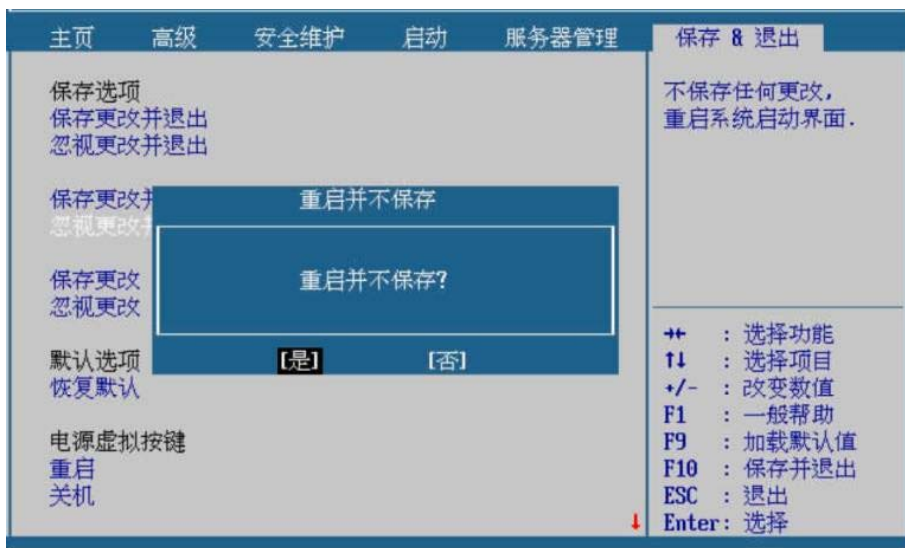 主页 高级 安全维护 启动 服务器管理 保存 & 退出
保存选项
保存更改并退出
忽视更改并退出
保存更改并
忽视更改并
保存更改
忽视更改
默认选项
恢复默认
电源虚拟按键
重启
关机
重启并不保存
重启并不保存?
[是] [否]
不保存任何更改,
重启系统启动界面.
→← : 选择功能
↑↓ : 选择项目
+/- : 改变数值
F1 : 一般帮助
F9 : 加载默认值
F10 : 保存并退出
ESC : 退出
Enter: 选择